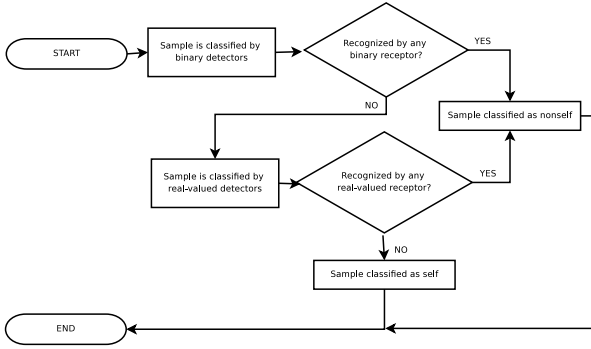 START
Sample is classified by
binary detectors
Recognized by any
binary receptor?
YES
Sample classified as nonself
NO
Sample is classified by
real-valued detectors
Recognized by any
real-valued receptor?
YES
NO
Sample classified as self
END